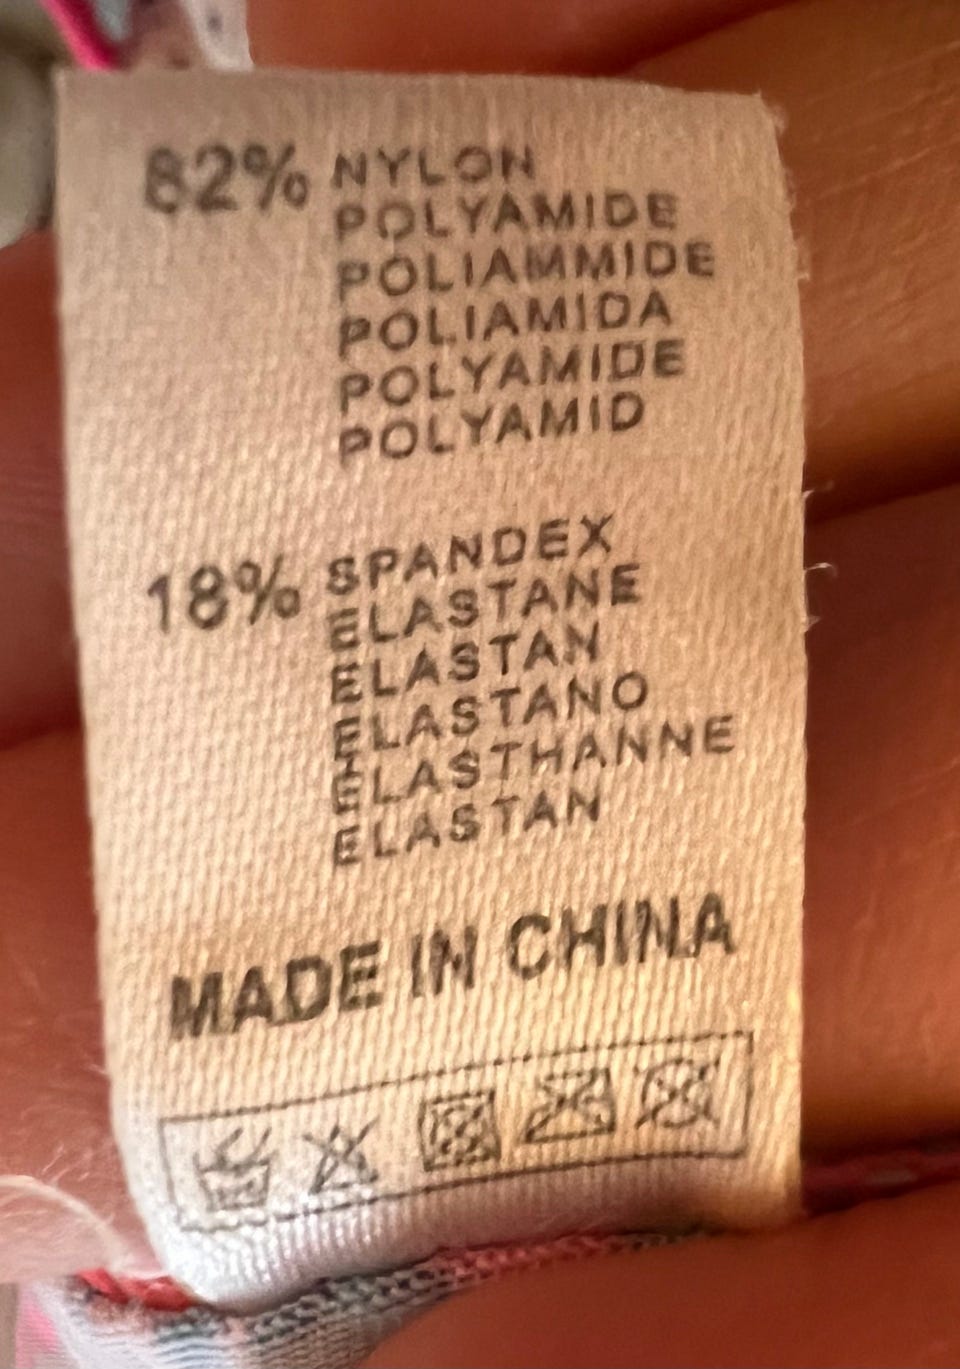 82% NYLON
POLYAMIDE
POLIAMMIDE
POLIAMIDA
POLYAMIDE
POLYAMID
18% SPANDEX
ELASTANE
ELASTAN
ELASTANO
ELASTHANNE
ELASTAN
MADE IN CHINA